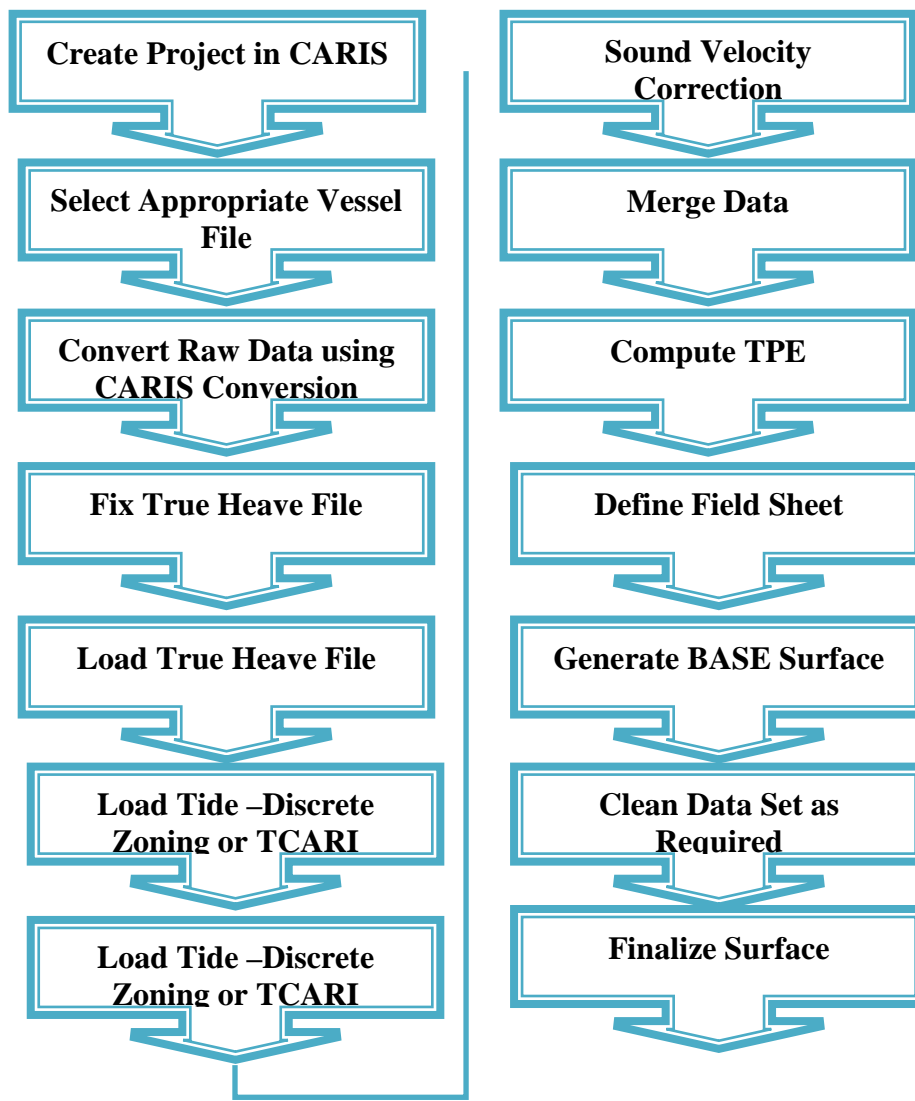 Create Project in CARIS
Select Appropriate Vessel
File
Convert Raw Data using
CARIS Conversion
Fix True Heave File
Load True Heave File
Load Tide –Discrete
Zoning or TCARI
Load Tide –Discrete
Zoning or TCARI
Sound Velocity
Correction
Merge Data
Compute TPE
Define Field Sheet
Generate BASE Surface
Clean Data Set as
Required
Finalize Surface